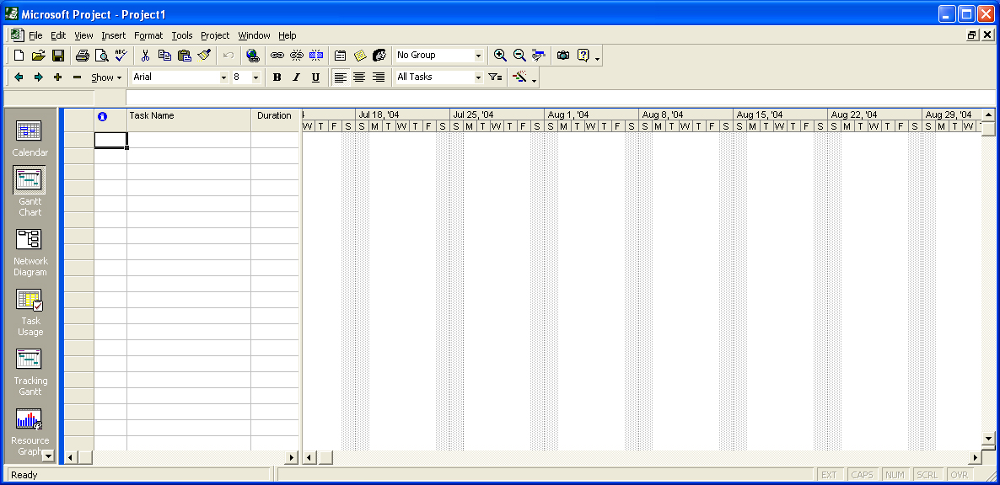 Microsoft Project - Project1
File Edit View Insert Format Tools Project Window Help
ABC No Group ?
Show Arial 8 B I U All Tasks
i Task Name Duration
4 Jul 18, '04 Jul 25, '04 Aug 1, '04 Aug 8, '04 Aug 15, '04 Aug 22, '04 Aug 29, '04
W T F S S M T W T F S S M T W T F S S M T W T F S S M T W T F S S M T W T F S S M T W T F S S M T W
Calendar
Gantt
Chart
Network
Diagram
Task
Usage
Tracking
Gantt
Resource
Graph
Ready EXT CAPS NUM SCRL OVR